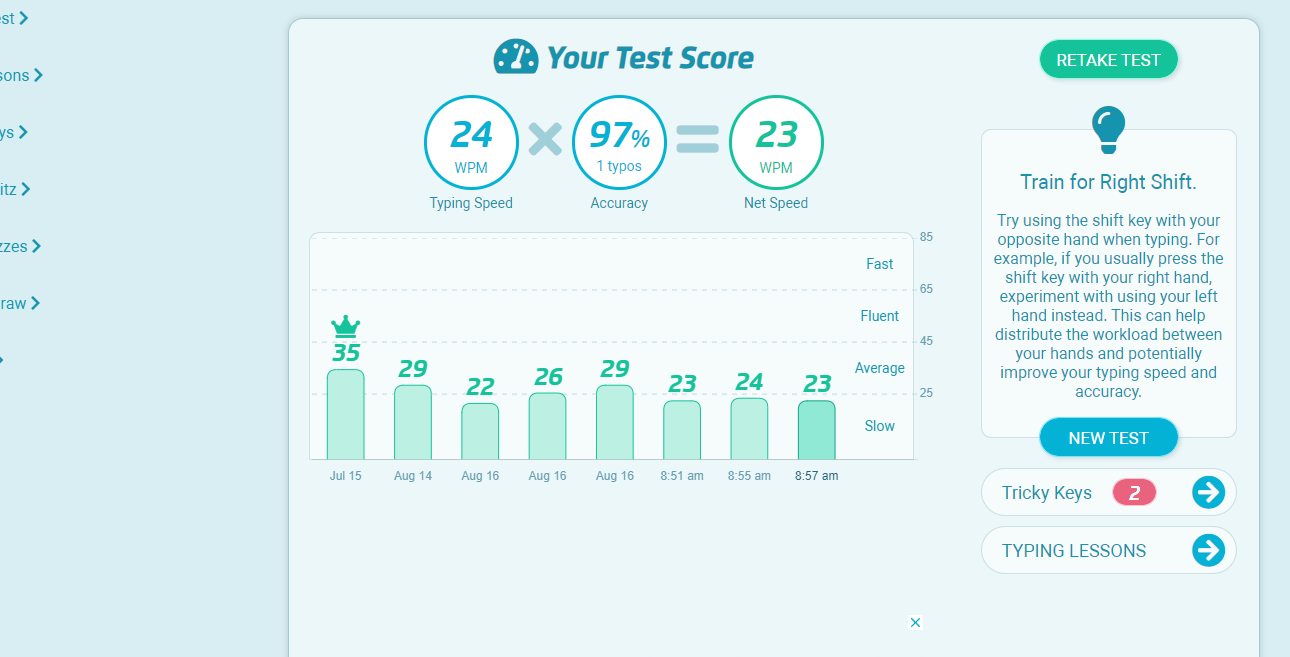 est
sons
ys
itz
zzes
raw
Your Test Score
RETAKE TEST
24
WPM
Typing Speed
97%
1 typos
Accuracy
23
WPM
Net Speed
85
Fast
65
Fluent
45
Average
25
Slow
35
29
22
26
29
23
24
23
Jul 15
Aug 14
Aug 16
Aug 16
Aug 16
8:51 am
8:55 am
8:57 am
Train for Right Shift.
Try using the shift key with your
opposite hand when typing. For
example, if you usually press the
shift key with your right hand,
experiment with using your left
hand instead. This can help
distribute the workload between
your hands and potentially
improve your typing speed and
accuracy.
NEW TEST
Tricky Keys 2
TYPING LESSONS